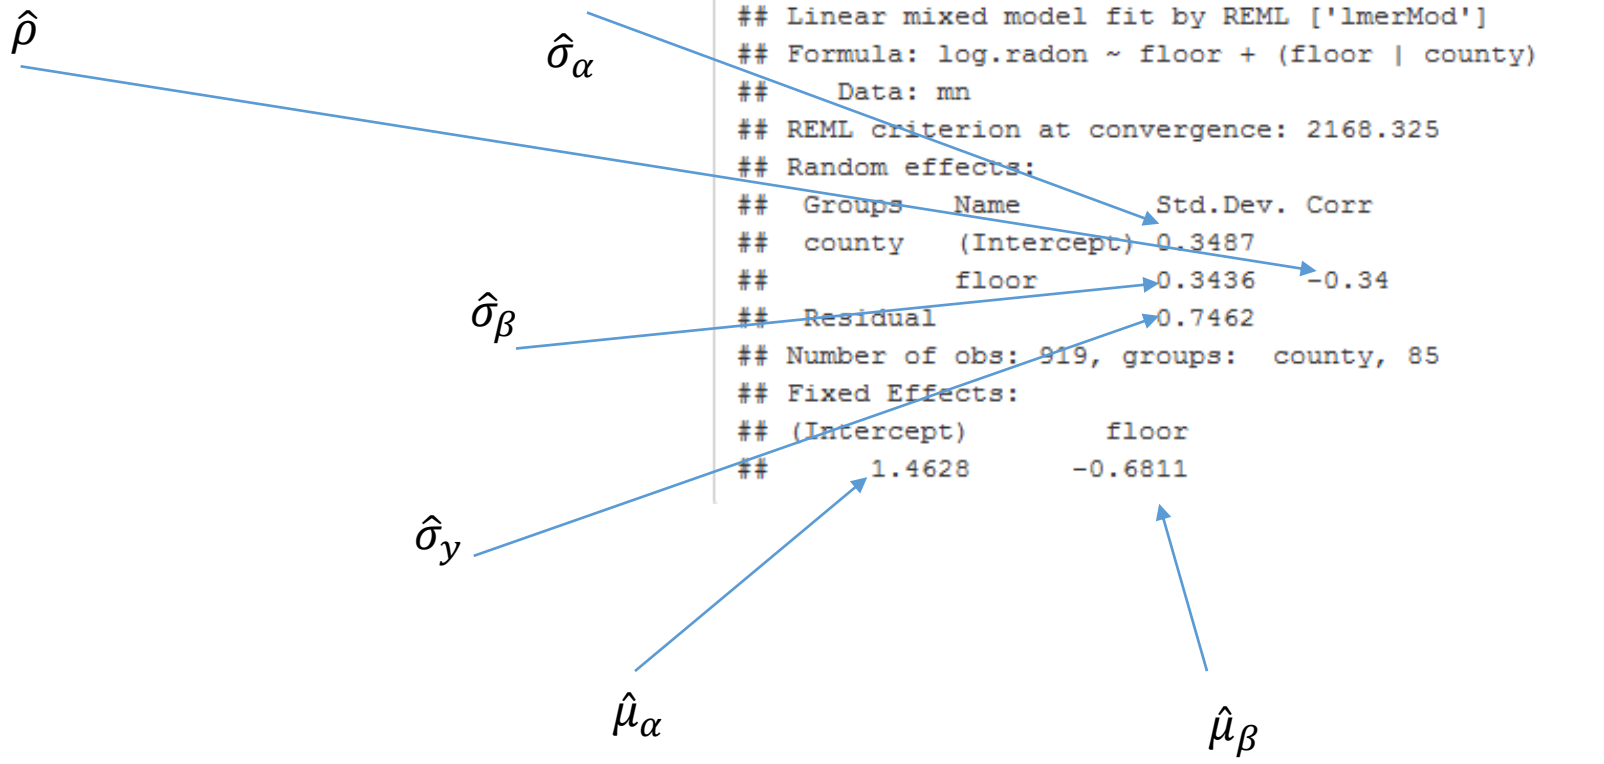 ρ̂
σ̂α
## Linear mixed model fit by REML ['lmerMod']
## Formula: log.radon ~ floor + (floor | county)
##    Data: mn
## REML criterion at convergence: 2168.325
## Random effects:
##  Groups   Name        Std.Dev. Corr
##  county   (Intercept) 0.3487
##           floor       0.3436   -0.34
##  Residual             0.7462
## Number of obs: 919, groups:  county, 85
## Fixed Effects:
## (Intercept)        floor
##      1.4628      -0.6811
σ̂β
σ̂y
μ̂α
μ̂β